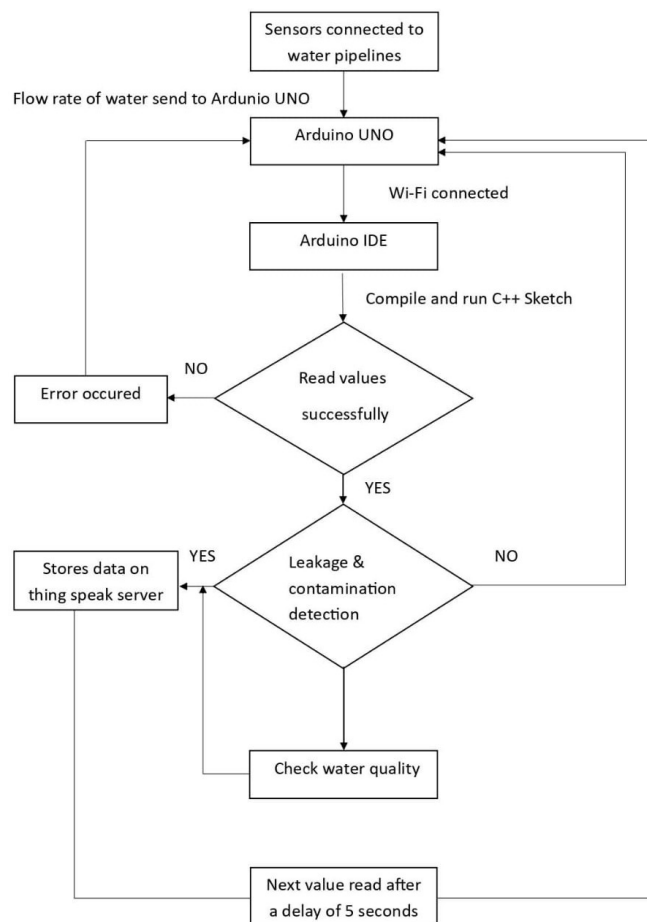 Sensors connected to
water pipelines
Flow rate of water send to Ardunio UNO
Arduino UNO
Wi-Fi connected
Arduino IDE
Compile and run C++ Sketch
NO
Read values
successfully
Error occured
YES
YES
Leakage &
contamination
detection
NO
Stores data on
thing speak server
Check water quality
Next value read after
a delay of 5 seconds